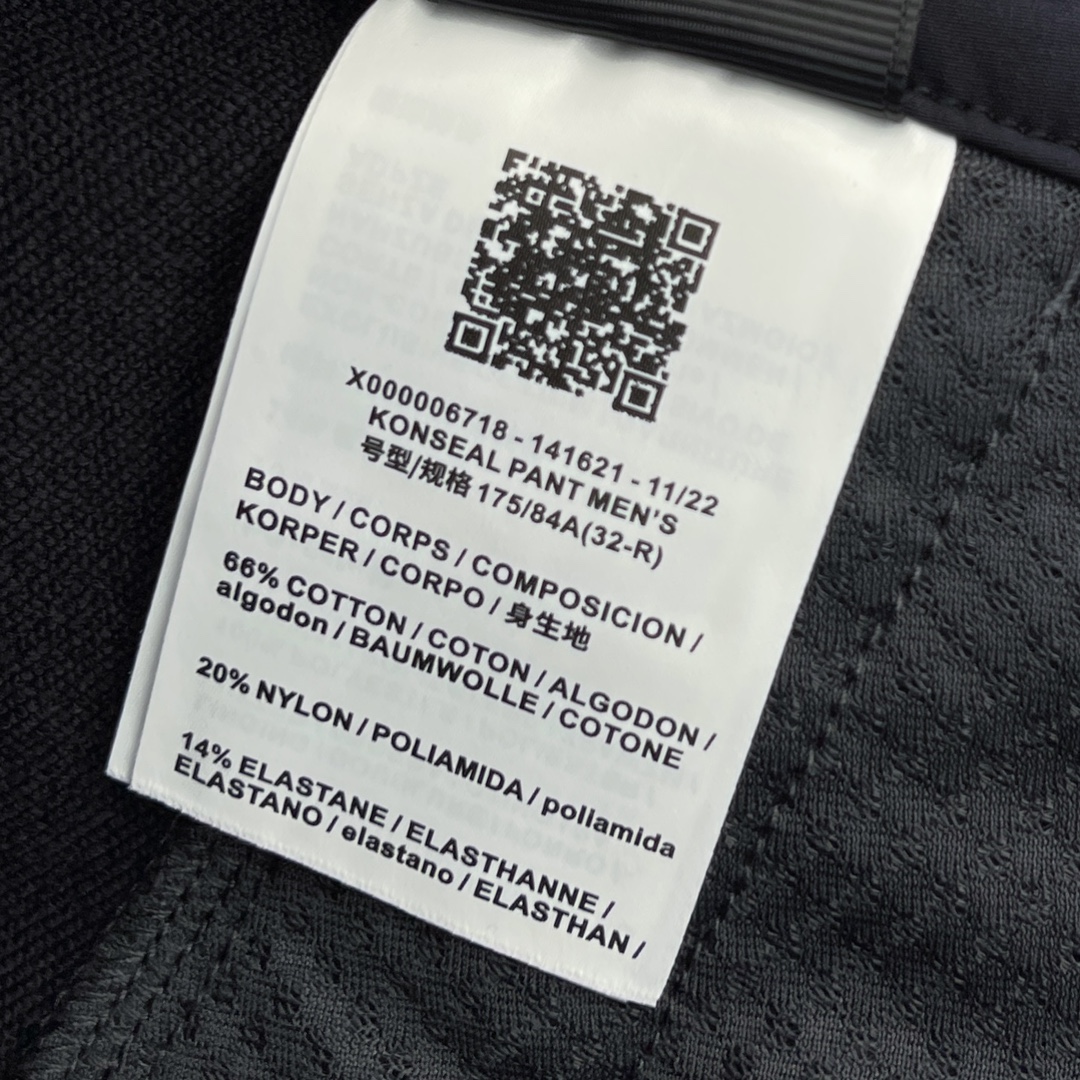 X000006718 - 141621 - 11/22
KONSEAL PANT MEN'S
号型/规格 175/84A(32-R)
BODY / CORPS / COMPOSICION /
KORPER / CORPO / 身生地
66% COTTON / COTON / ALGODON /
algodon / BAUMWOLLE / COTONE
20% NYLON / POLIAMIDA / poliamida
14% ELASTANE / ELASTHANNE /
ELASTANO / elastano / ELASTHAN /